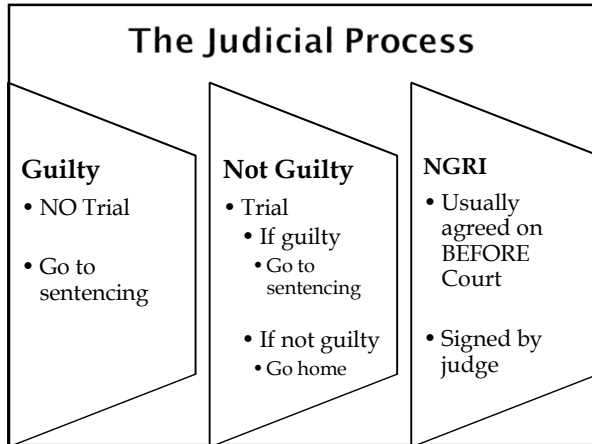 The Judicial Process
Guilty
• NO Trial
• Go to
sentencing
Not Guilty
• Trial
• If guilty
• Go to
sentencing
• If not guilty
• Go home
NGRI
• Usually
agreed on
BEFORE
Court
• Signed by
judge